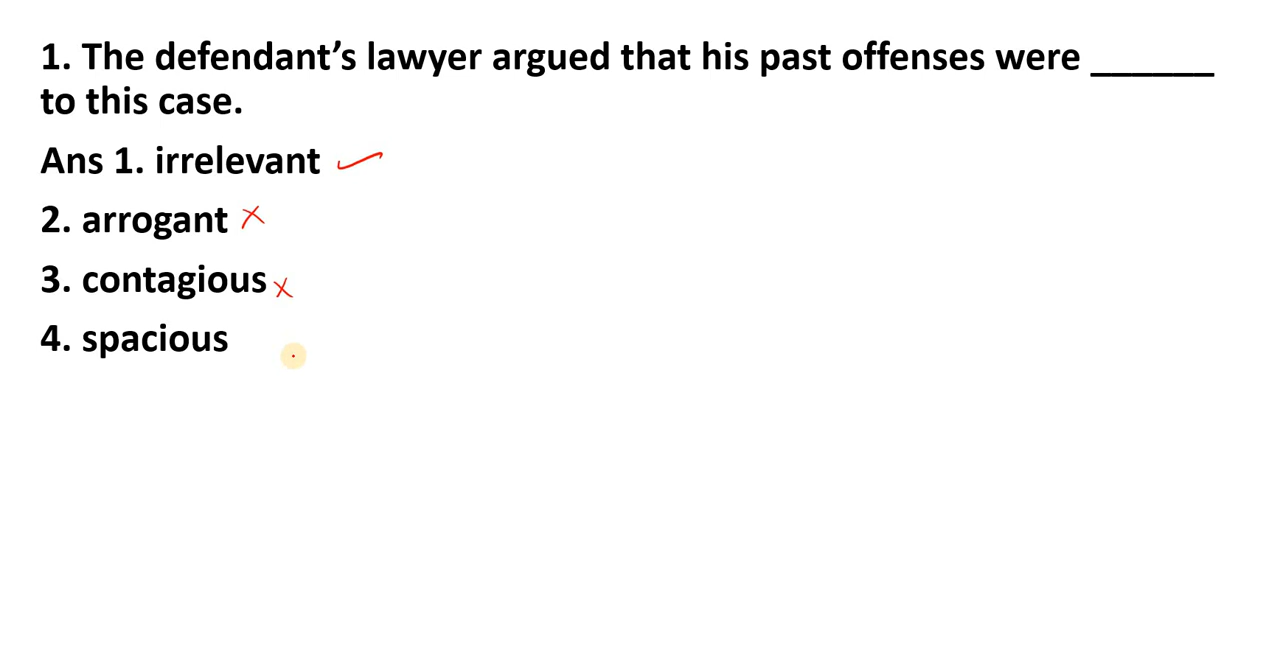 1. The defendant’s lawyer argued that his past offenses were ______
to this case.
Ans 1. irrelevant
2. arrogant
3. contagious
4. spacious